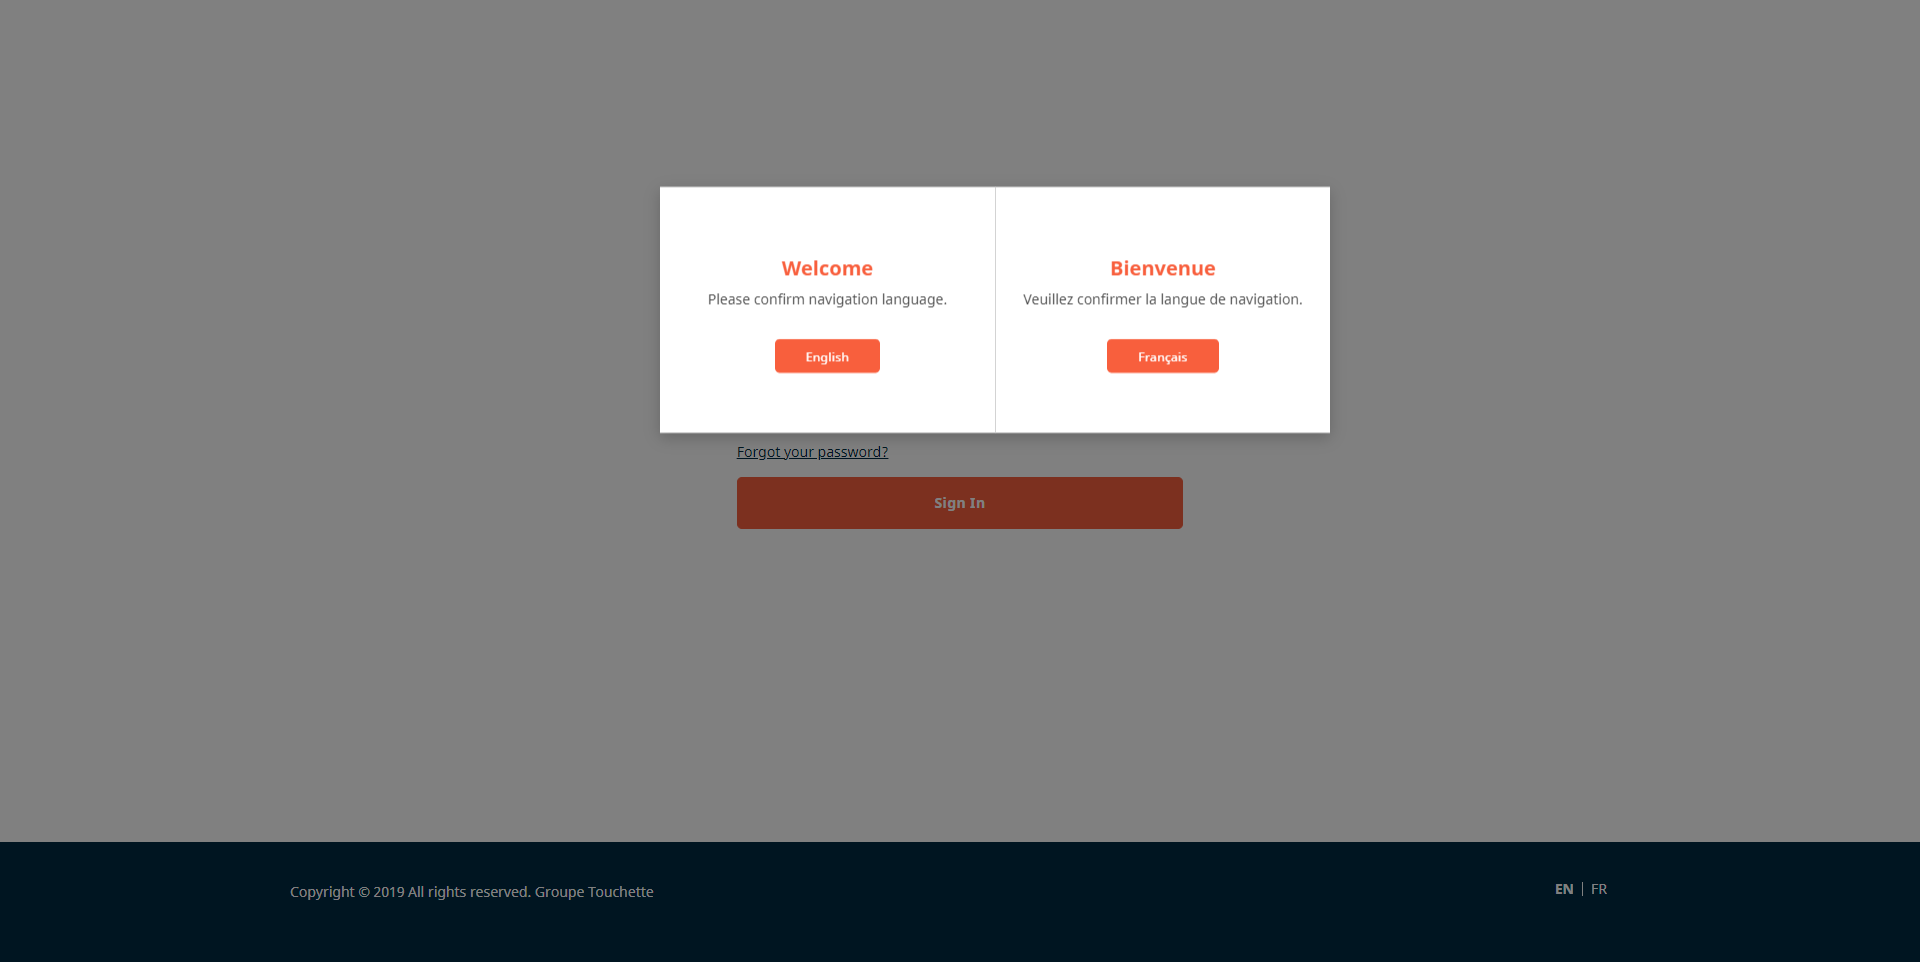 Welcome
Please confirm navigation language.
English
Bienvenue
Veuillez confirmer la langue de navigation.
Français
Forgot your password?
Sign In
Copyright © 2019 All rights reserved. Groupe Touchette
EN | FR